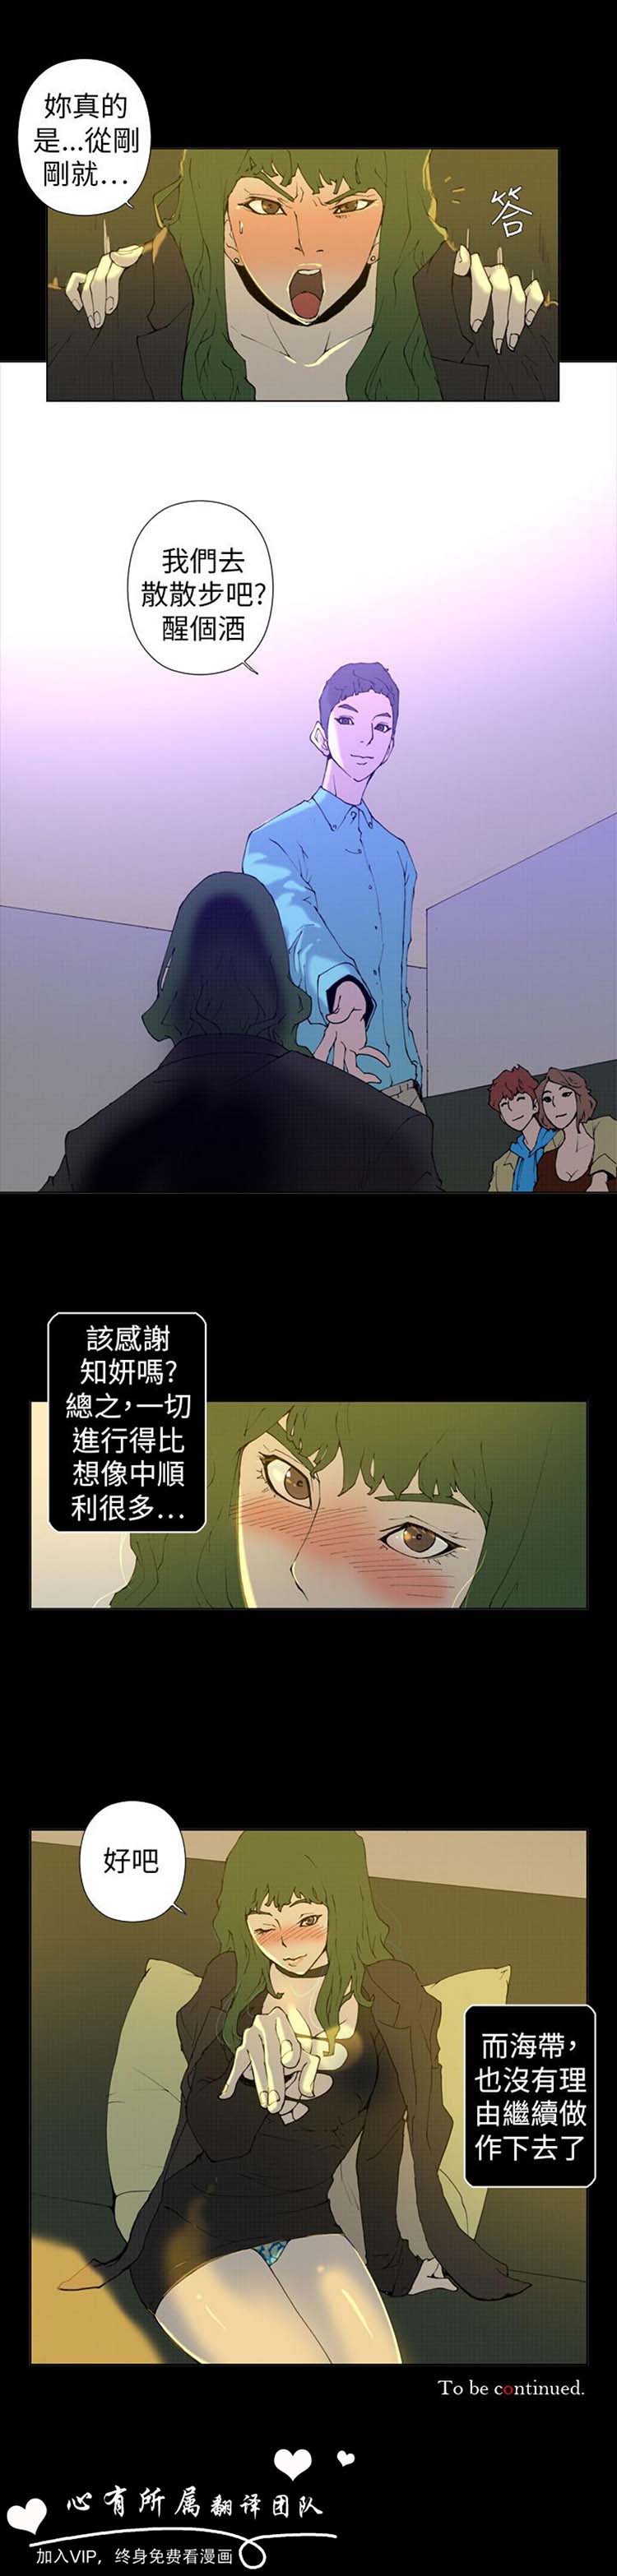 妳真的
是...從剛
剛就...
答
我們去
散散步吧?
醒個酒
該感謝
知妍嗎?
總之,一切
進行得比
想像中順
利很多...
好吧
而海帶,
也沒有理
由繼續做
作下去了
To be continued.
心有所属翻译团队
加入VIP，终身免费看漫画